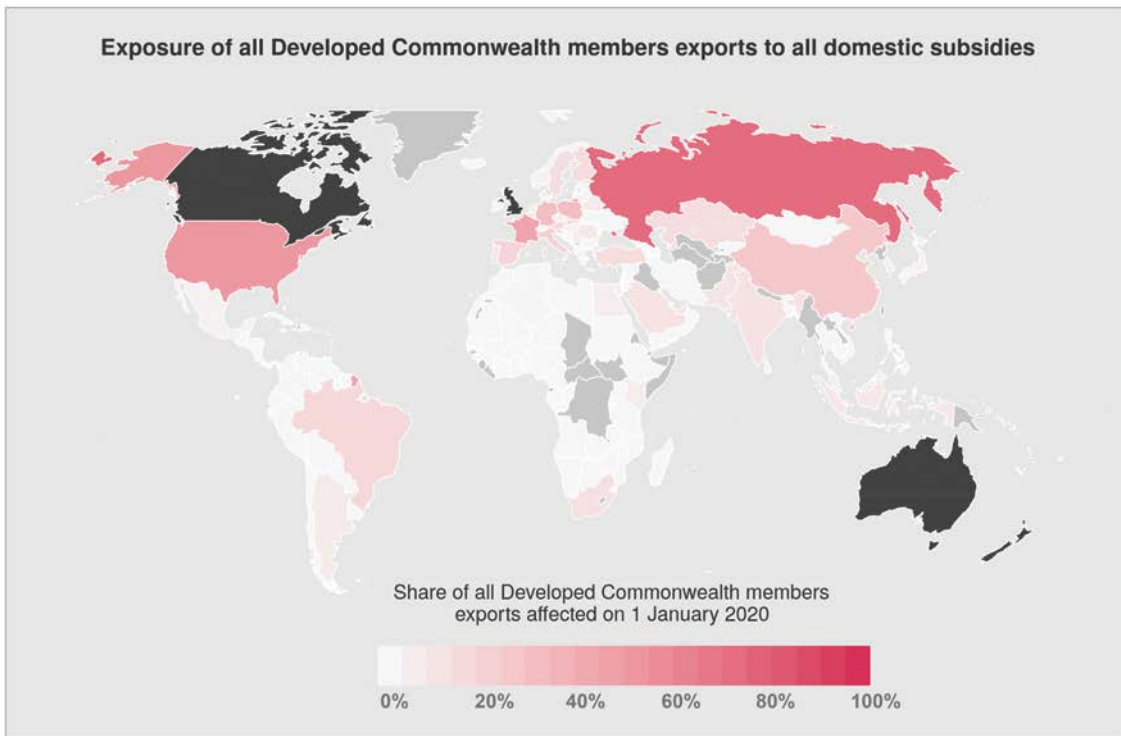 Exposure of all Developed Commonwealth members exports to all domestic subsidies
Share of all Developed Commonwealth members
exports affected on 1 January 2020
0% 20% 40% 60% 80% 100%